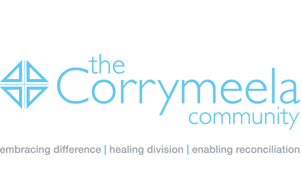 the
Corrymeela
community
embracing difference | healing division | enabling reconciliation